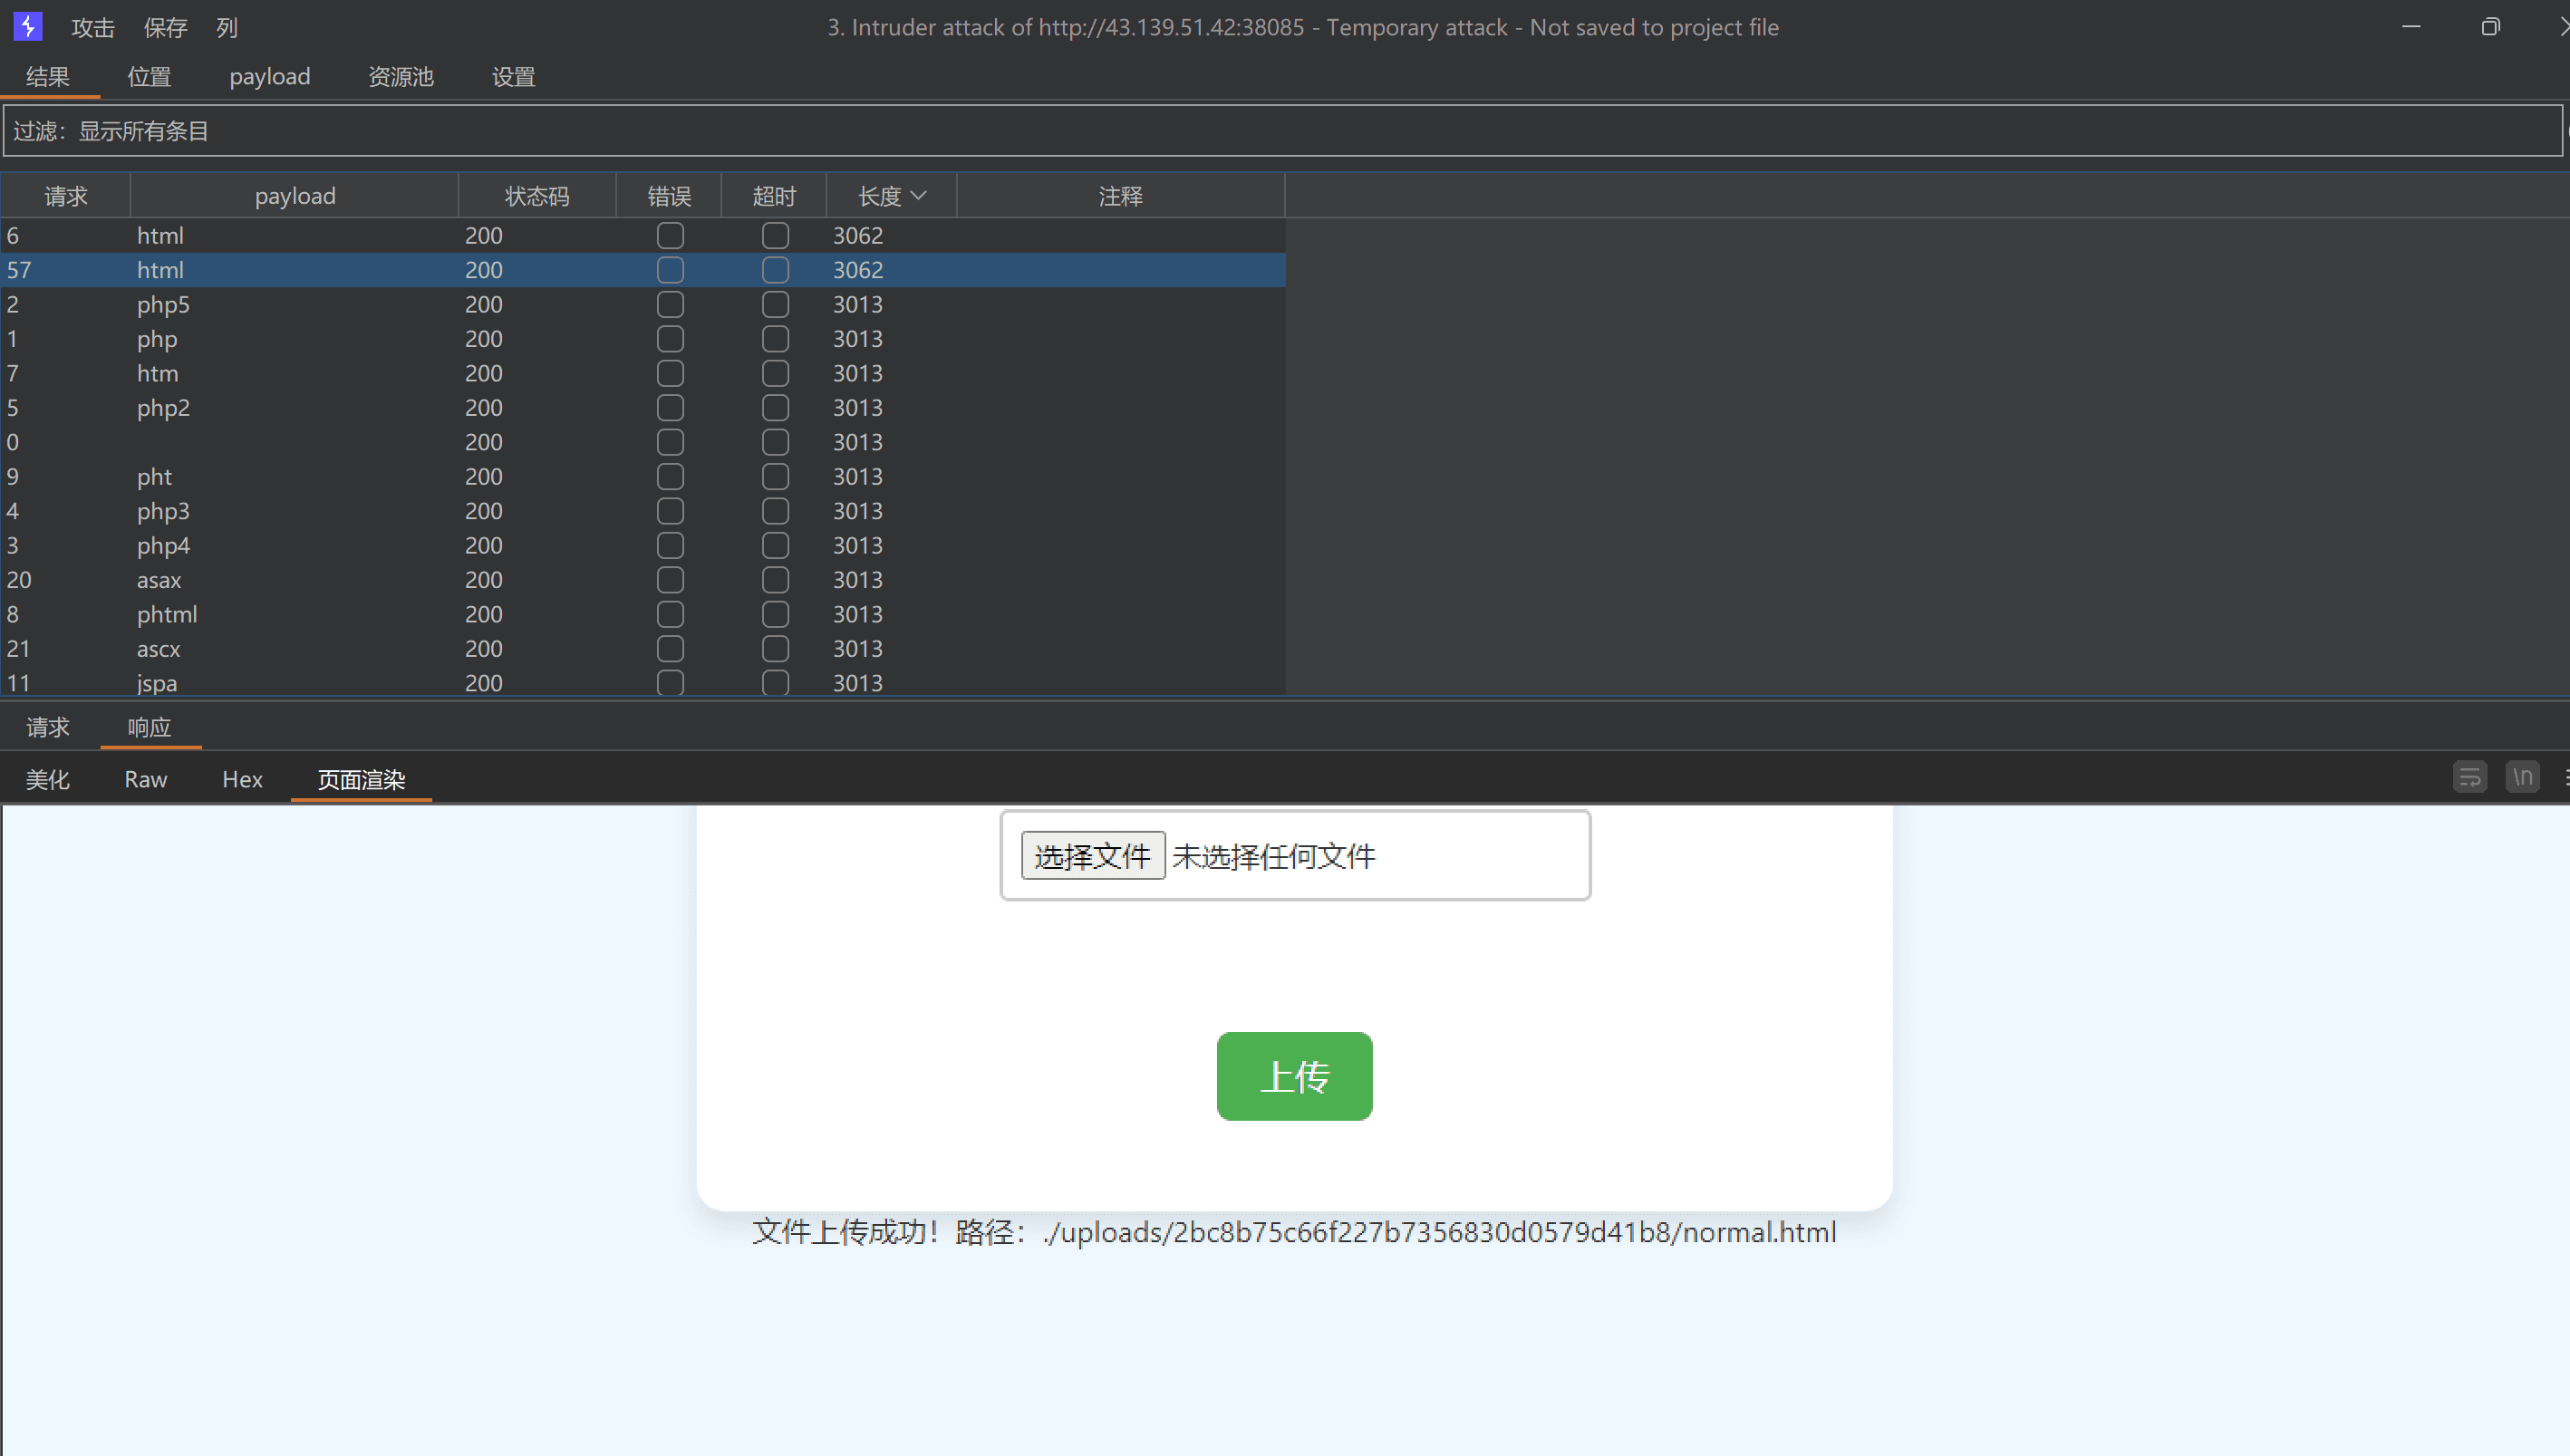 攻击 保存 列 3. Intruder attack of http://43.139.51.42:38085 - Temporary attack - Not saved to project file
结果 位置 payload 资源池 设置
过滤：显示所有条目
请求 payload 状态码 错误 超时 长度 注释
6 html 200 3062
57 html 200 3062
2 php5 200 3013
1 php 200 3013
7 htm 200 3013
5 php2 200 3013
0 200 3013
9 pht 200 3013
4 php3 200 3013
3 php4 200 3013
20 asax 200 3013
8 phtml 200 3013
21 ascx 200 3013
11 jspa 200 3013
请求 响应
美化 Raw Hex 页面渲染 \n
选择文件 未选择任何文件
上传
文件上传成功！路径：./uploads/2bc8b75c66f227b7356830d0579d41b8/normal.html